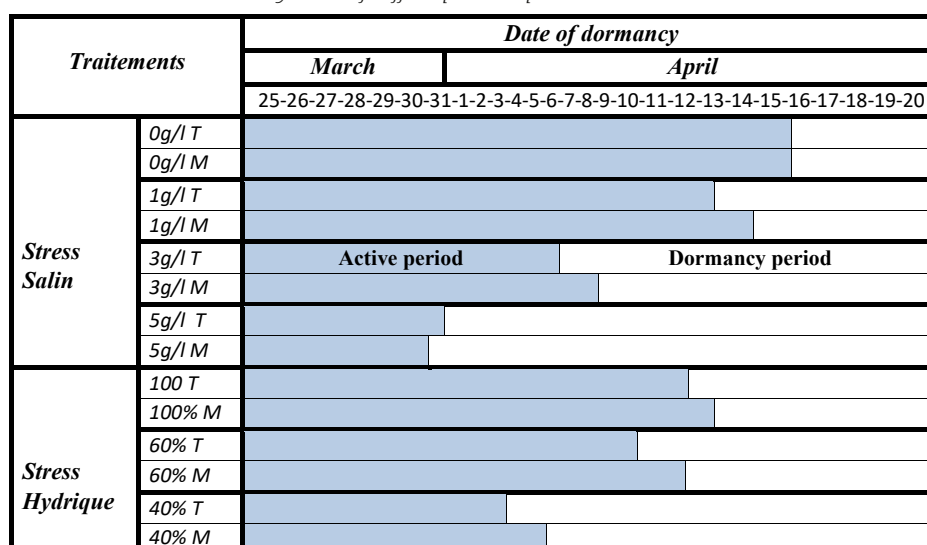 Date of dormancy
Traitements
March April
25-26-27-28-29-30-31-1-2-3-4-5-6-7-8-9-10-11-12-13-14-15-16-17-18-19-20
0g/l T
0g/l M
1g/l T
1g/l M
Stress
Salin
3g/l T Active period Dormancy period
3g/l M
5g/l T
5g/l M
100 T
100% M
60% T
Stress
Hydrique
60% M
40% T
40% M